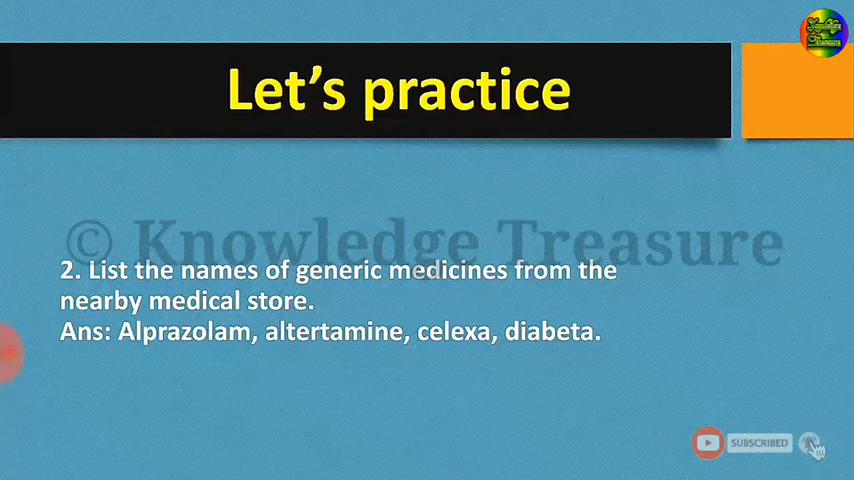 Let's practice
© Knowledge Treasure
2. List the names of generic medicines from the
nearby medical store.
Ans: Alprazolam, altertamine, celexa, diabeta.
SUBSCRIBED